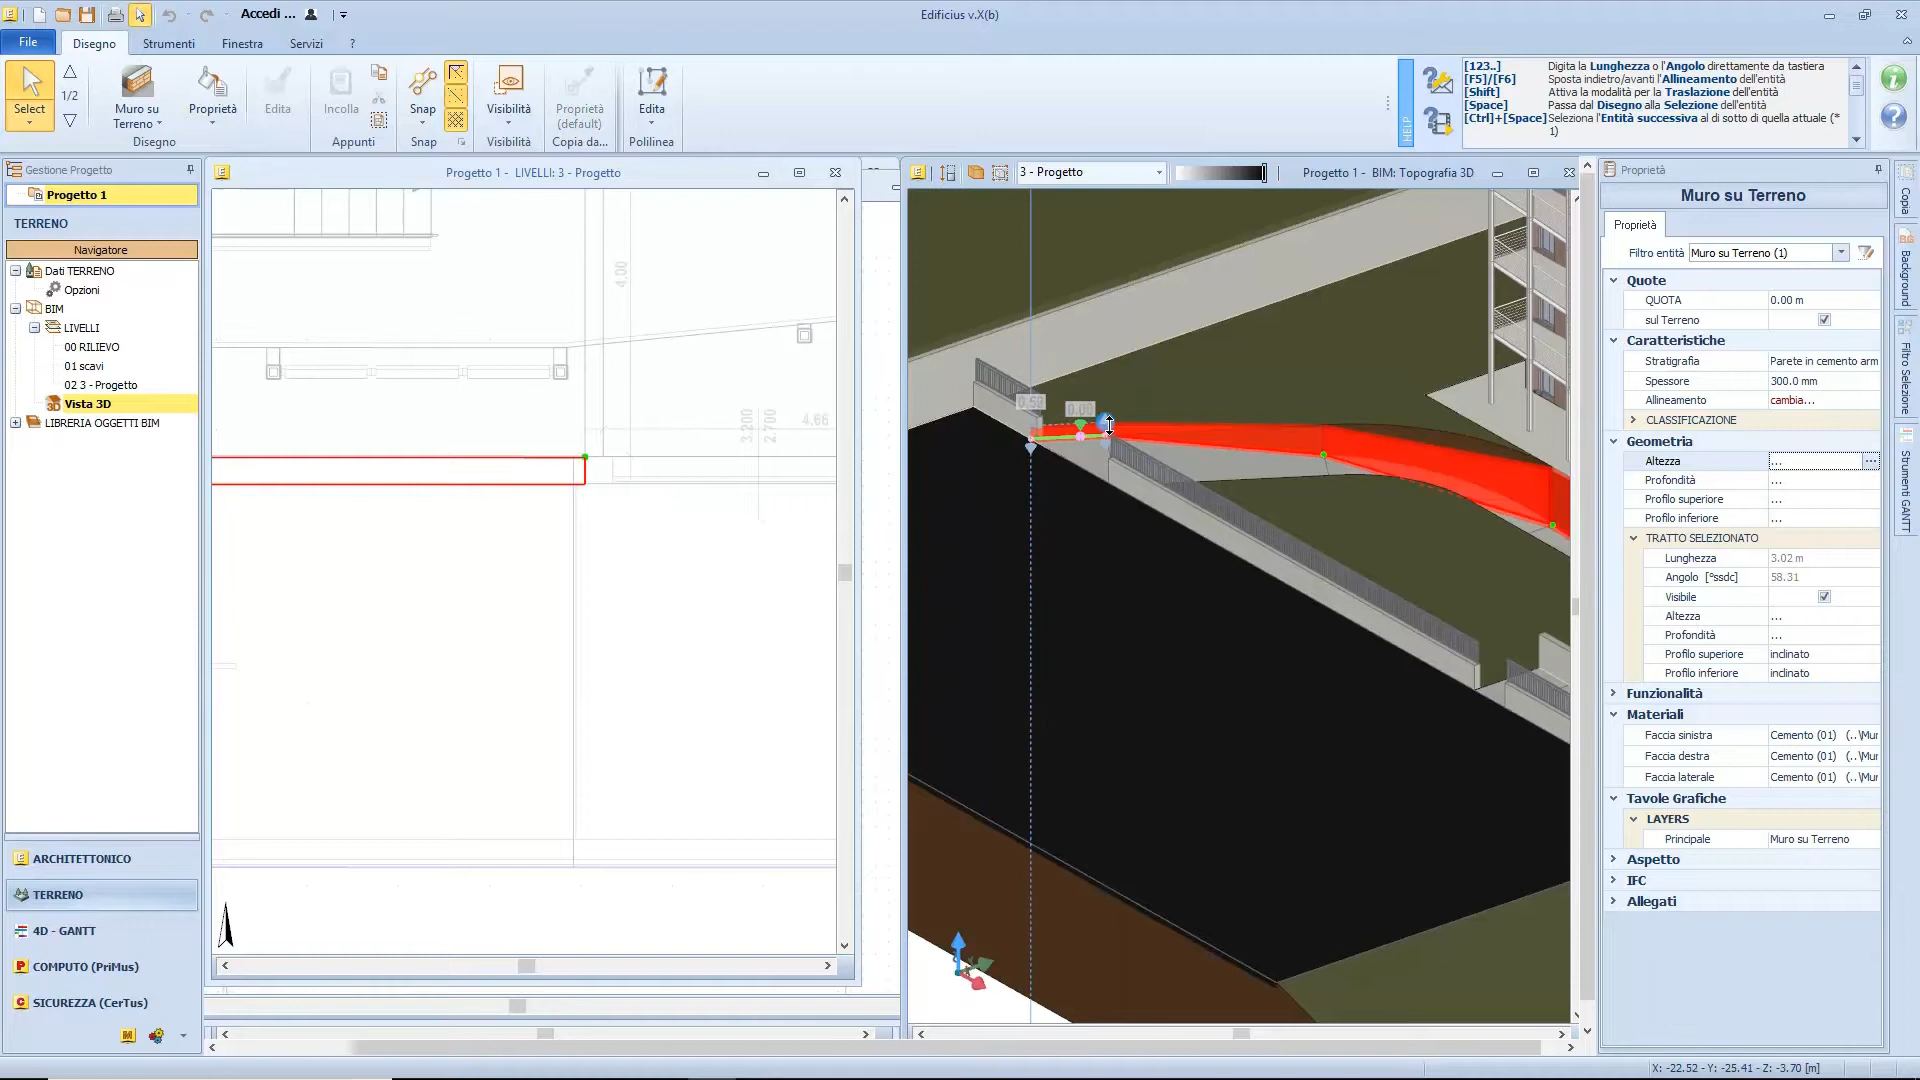 Accedi ...
Edificius v.X(b)
File
Disegno
Strumenti
Finestra
Servizi
?
Select
1/2
Muro su
Terreno
Proprietà
Edita
Disegno
Incolla
Appunti
Snap
Snap
Visibilità
Visibilità
Proprietà
(default)
Copia da...
Edita
Polilinea
HELP
[123..] Digita la Lunghezza o l'Angolo direttamente da tastiera
[F5]/[F6] Sposta indietro/avanti l'Allineamento dell'entità
[Shift] Attiva la modalità per la Traslazione dell'entità
[Space] Passa dal Disegno alla Selezione dell'entità
[Ctrl]+[Space] Seleziona l'Entità successiva al di sotto di quella attuale (*
1)
Gestione Progetto
Progetto 1
TERRENO
Navigatore
Dati TERRENO
Opzioni
BIM
LIVELLI
00 RILIEVO
01 scavi
02 3 - Progetto
Vista 3D
LIBRERIA OGGETTI BIM
ARCHITETTONICO
TERRENO
4D - GANTT
COMPUTO (PriMus)
SICUREZZA (CerTus)
Progetto 1 - LIVELLI: 3 - Progetto
4.00
3.200
2.700
4.66
3 - Progetto
Progetto 1 - BIM: Topografia 3D
0.50
0.00
Proprietà
Muro su Terreno
Proprietà
Filtro entità Muro su Terreno (1)
Quote
QUOTA 0.00 m
sul Terreno
Caratteristiche
Stratigrafia Parete in cemento arm
Spessore 300.0 mm
Allineamento cambia...
CLASSIFICAZIONE
Geometria
Altezza ... ...
Profondità ...
Profilo superiore ...
Profilo inferiore ...
TRATTO SELEZIONATO
Lunghezza 3.02 m
Angolo [°ssdc] 58.31
Visibile
Altezza ...
Profondità ...
Profilo superiore inclinato
Profilo inferiore inclinato
Funzionalità
Materiali
Faccia sinistra Cemento (01) (..\Mur
Faccia destra Cemento (01) (..\Mur
Faccia laterale Cemento (01) (..\Mur
Tavole Grafiche
LAYERS
Principale Muro su Terreno
Aspetto
IFC
Allegati
Copia
Background
Filtro Selezione
Strumenti GANTT
X: -22.52 - Y: -25.41 - Z: -3.70 [m]